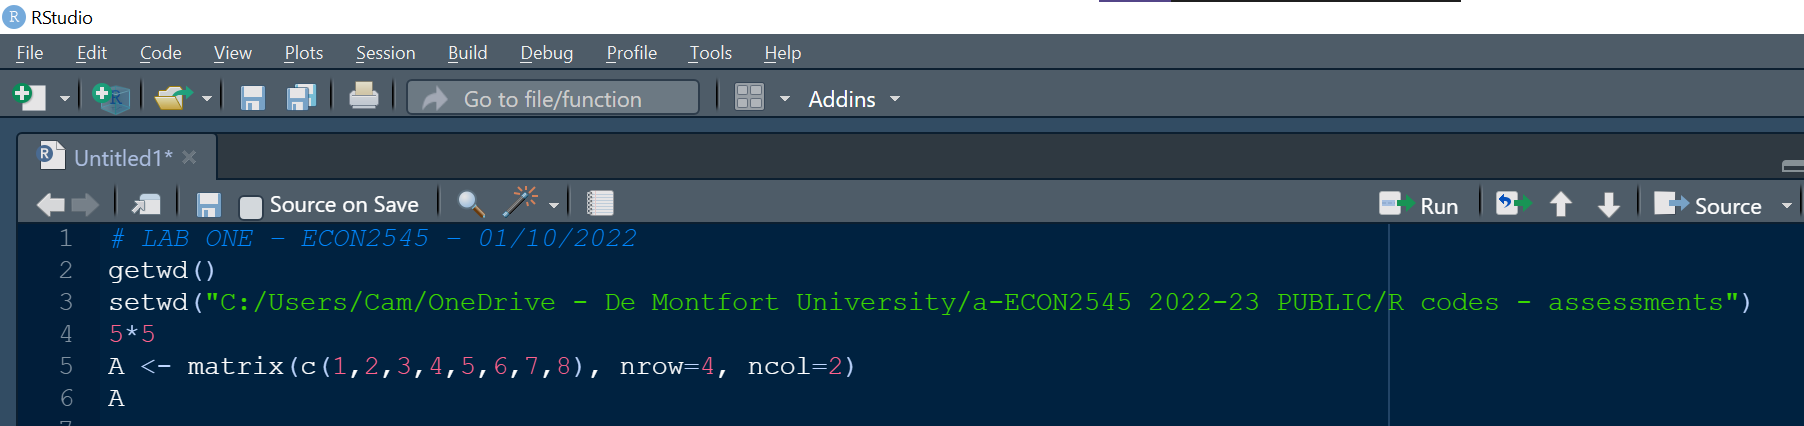 RStudio
File Edit Code View Plots Session Build Debug Profile Tools Help
Go to file/function Addins
Untitled1*
Source on Save Run Source
1 # LAB ONE - ECON2545 - 01/10/2022
2 getwd()
3 setwd("C:/Users/Cam/OneDrive - De Montfort University/a-ECON2545 2022-23 PUBLIC/R codes - assessments")
4 5*5
5 A <- matrix(c(1,2,3,4,5,6,7,8), nrow=4, ncol=2)
6 A